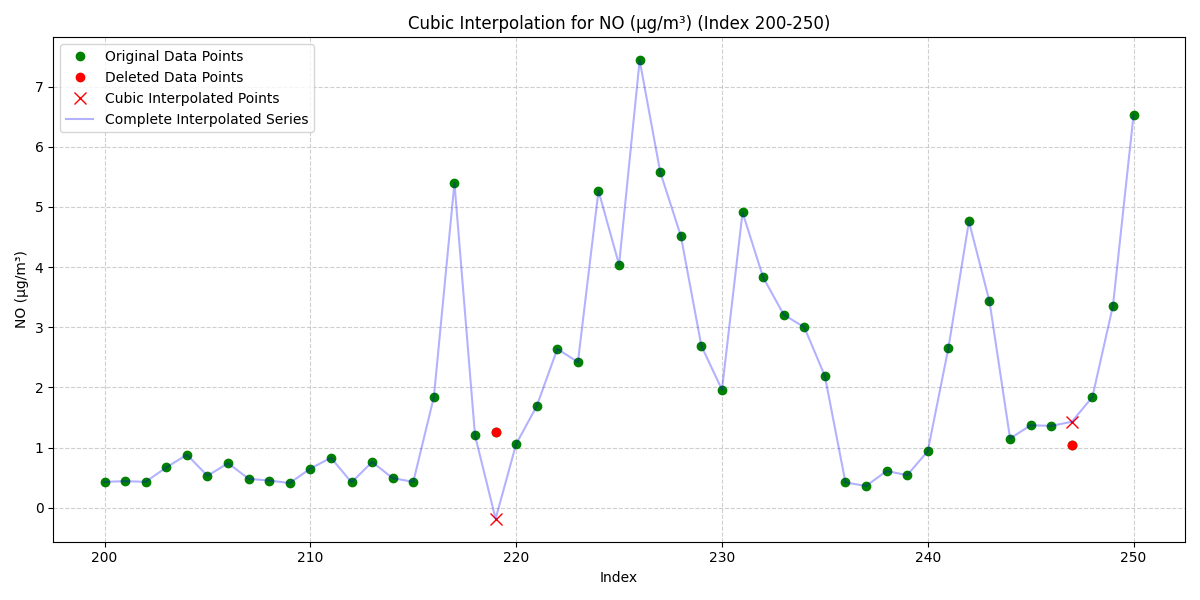 Cubic Interpolation for NO (µg/m³) (Index 200-250)
Original Data Points
Deleted Data Points
Cubic Interpolated Points
Complete Interpolated Series
NO (µg/m³)
7
6
5
4
3
2
1
0
200 210 220 230 240 250
Index